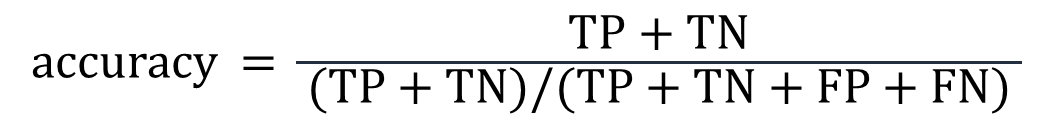 accuracy = TP + TN
(TP + TN)/(TP + TN + FP + FN)